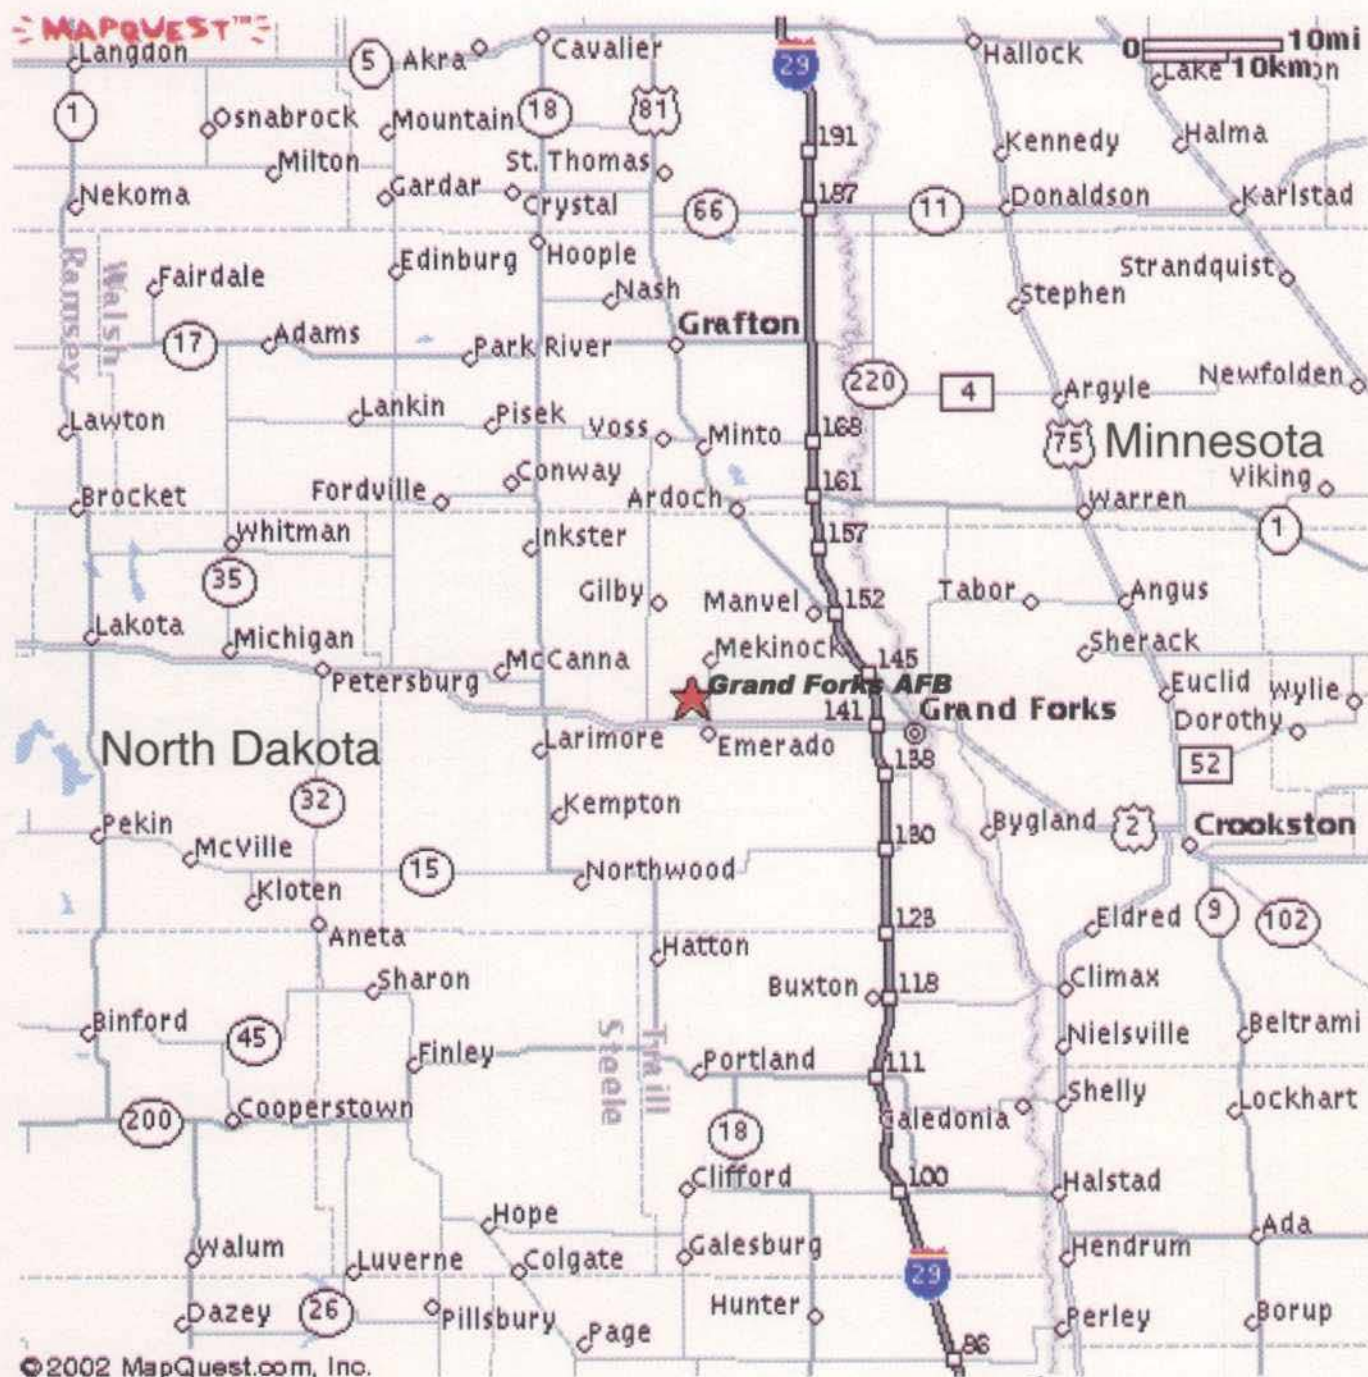 MAPQUEST™
Langdon
5
Akra
Cavalier
29
Hallock
0 10mi
10km
Lake
1
Osnabrock
Mountain
18
81
191
Kennedy
Halma
Milton
St. Thomas
Nekoma
Gardar
Crystal
66
187
11
Donaldson
Karlstad
Ramsey
Walsh
Fairdale
Edinburg
Hoople
Nash
Stephen
Strandquist
17
Adams
Park River
Grafton
220
4
Argyle
Newfolden
Lawton
Lankin
Pisek
Voss
Minto
168
75
Minnesota
Brocket
Fordville
Conway
Ardoch
161
Warren
Viking
Whitman
Inkster
157
1
35
Gilby
Manvel
152
Tabor
Angus
Lakota
Michigan
McCanna
Mekinock
145
Sherack
Petersburg
Grand Forks AFB
Euclid
Wylie
North Dakota
Larimore
Emerado
141
Grand Forks
Dorothy
138
52
32
Kempton
Bygland
2
Crookston
Pekin
McVille
130
15
Northwood
Kloten
Aneta
Hatton
123
Eldred
9
102
Sharon
Buxton
118
Climax
Binford
45
Finley
Steele
Traill
Portland
111
Nielsville
Beltrami
200
Cooperstown
18
Caledonia
Shelly
Lockhart
Clifford
100
Halstad
Hope
Walum
Luverne
Colgate
Galesburg
29
Hendrum
Ada
Dazey
26
Pillsbury
Page
Hunter
86
Perley
Borup
©2002 MapQuest.com, Inc.